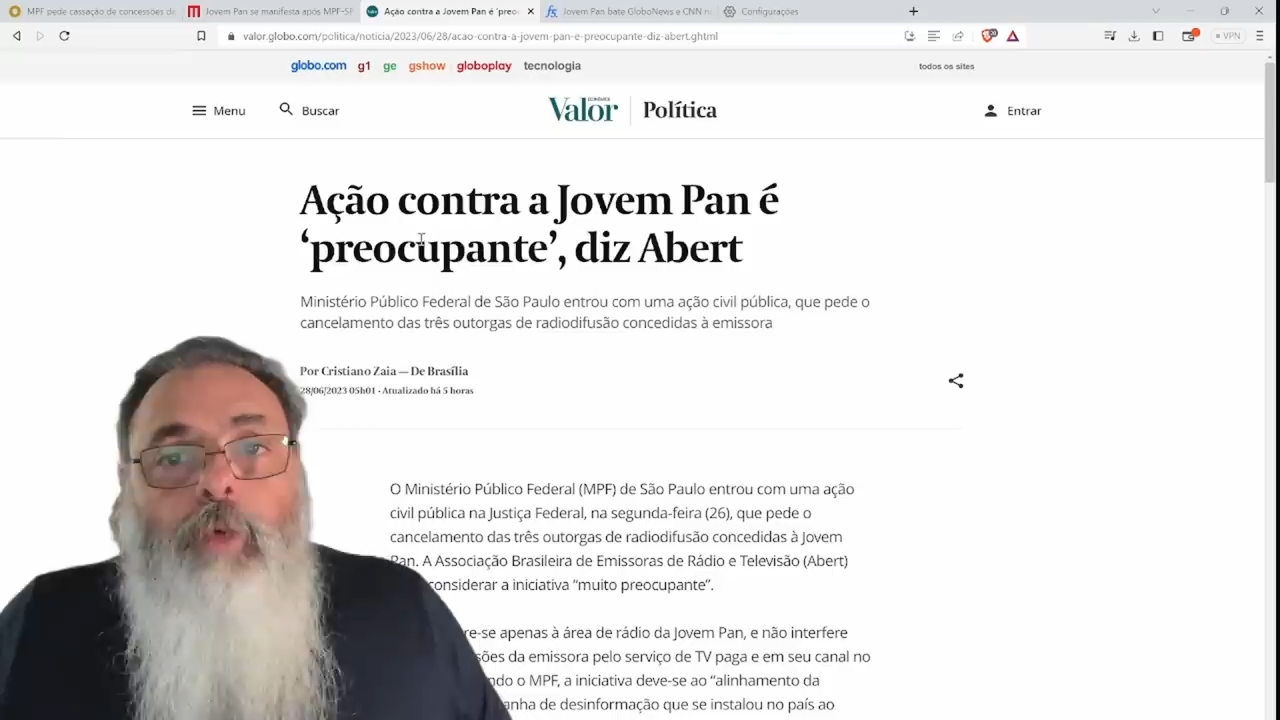 MPF pede cassação de concessões da
Jovem Pan se manifesta após MPF-SP
Ação contra a Jovem Pan é 'preoc
Jovem Pan bate GloboNews e CNN n
Configurações
valor.globo.com/politica/noticia/2023/06/28/acao-contra-a-jovem-pan-e-preocupante-diz-abert.ghtml
VPN
globo.com g1 ge gshow globoplay tecnologia
todos os sites
Menu
Buscar
Valor
Política
Entrar
Ação contra a Jovem Pan é
‘preocupante’, diz Abert
Ministério Público Federal de São Paulo entrou com uma ação civil pública, que pede o
cancelamento das três outorgas de radiodifusão concedidas à emissora
Por Cristiano Zaia — De Brasília
28/06/2023 05h01 · Atualizado há 5 horas
O Ministério Público Federal (MPF) de São Paulo entrou com uma ação
civil pública na Justiça Federal, na segunda-feira (26), que pede o
cancelamento das três outorgas de radiodifusão concedidas à Jovem
Pan. A Associação Brasileira de Emissoras de Rádio e Televisão (Abert)
considerar a iniciativa “muito preocupante”.
re-se apenas à área de rádio da Jovem Pan, e não interfere
sões da emissora pelo serviço de TV paga e em seu canal no
ndo o MPF, a iniciativa deve-se ao “alinhamento da
anha de desinformação que se instalou no país ao